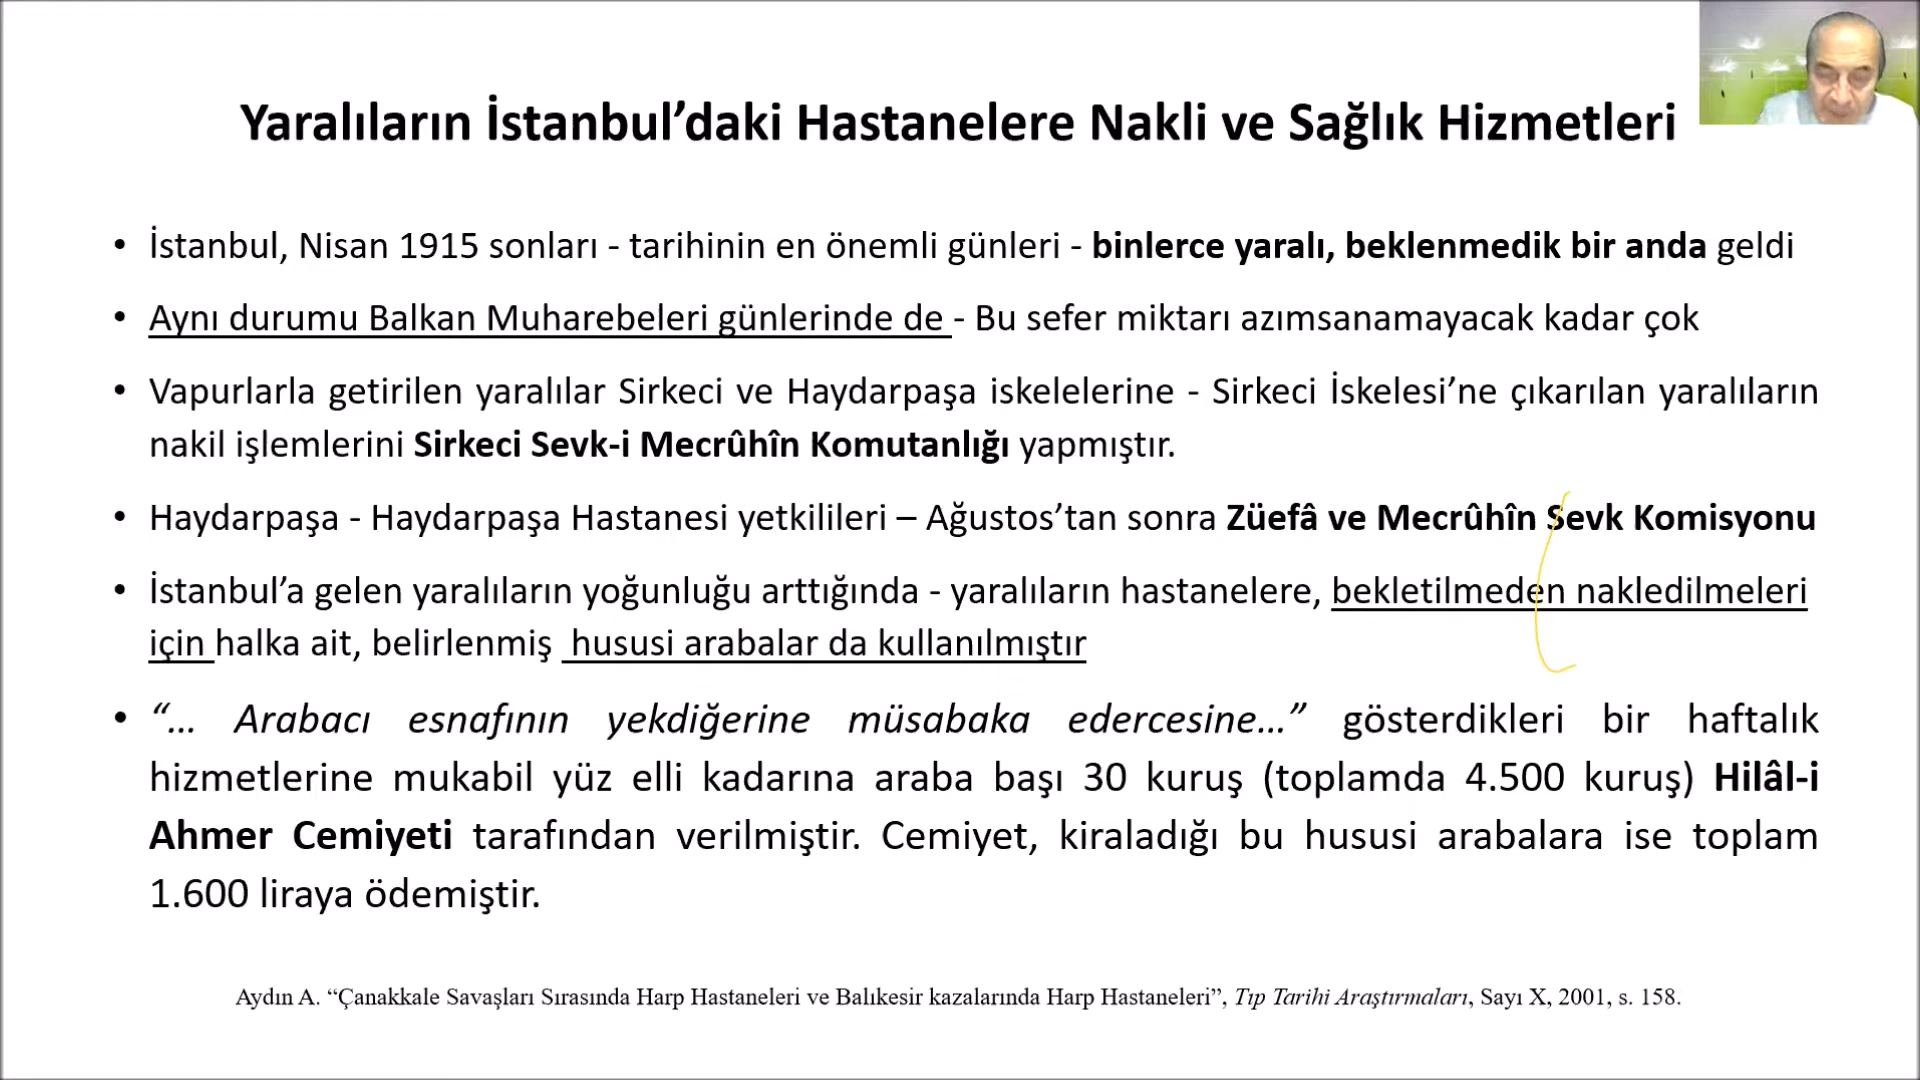 Yaralıların İstanbul’daki Hastanelere Nakli ve Sağlık Hizmetleri
• İstanbul, Nisan 1915 sonları - tarihinin en önemli günleri - binlerce yaralı, beklenmedik bir anda geldi
• Aynı durumu Balkan Muharebeleri günlerinde de - Bu sefer miktarı azımsanamayacak kadar çok
• Vapurlarla getirilen yaralılar Sirkeci ve Haydarpaşa iskelelerine - Sirkeci İskelesi’ne çıkarılan yaralıların
nakil işlemlerini Sirkeci Sevk-i Mecrûhîn Komutanlığı yapmıştır.
• Haydarpaşa - Haydarpaşa Hastanesi yetkilileri – Ağustos’tan sonra Züefâ ve Mecrûhîn Sevk Komisyonu
• İstanbul’a gelen yaralıların yoğunluğu arttığında - yaralıların hastanelere, bekletilmeden nakledilmeleri
için halka ait, belirlenmiş hususi arabalar da kullanılmıştır
• “… Arabacı esnafının yekdiğerine müsabaka edercesine…” gösterdikleri bir haftalık
hizmetlerine mukabil yüz elli kadarına araba başı 30 kuruş (toplamda 4.500 kuruş) Hilâl-i
Ahmer Cemiyeti tarafından verilmiştir. Cemiyet, kiraladığı bu hususi arabalara ise toplam
1.600 liraya ödemiştir.
Aydın A. “Çanakkale Savaşları Sırasında Harp Hastaneleri ve Balıkesir kazalarında Harp Hastaneleri”, Tıp Tarihi Araştırmaları, Sayı X, 2001, s. 158.